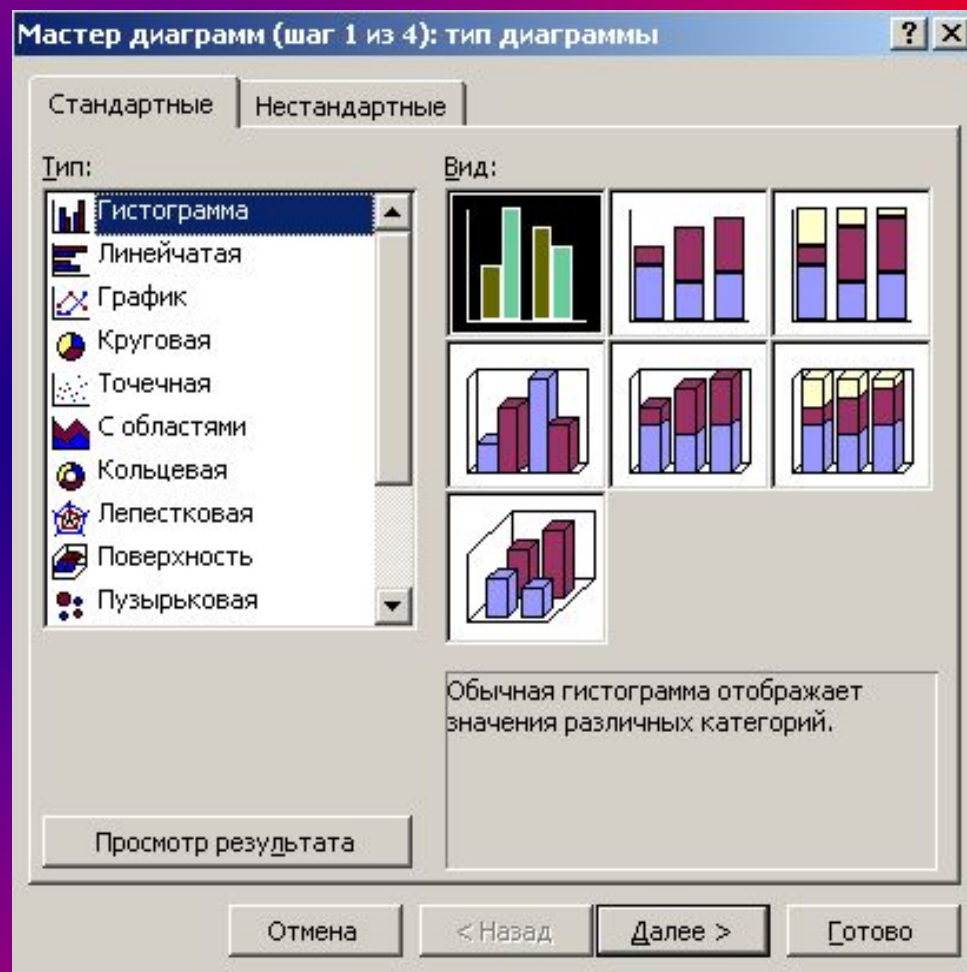 Мастер диаграмм (шаг 1 из 4): тип диаграммы
Стандартные
Нестандартные
Тип:
Вид:
Гистограмма
Линейчатая
График
Круговая
Точечная
С областями
Кольцевая
Лепестковая
Поверхность
Пузырьковая
Обычная гистограмма отображает
значения различных категорий.
Просмотр результата
Отмена
< Назад
Далее >
Готово